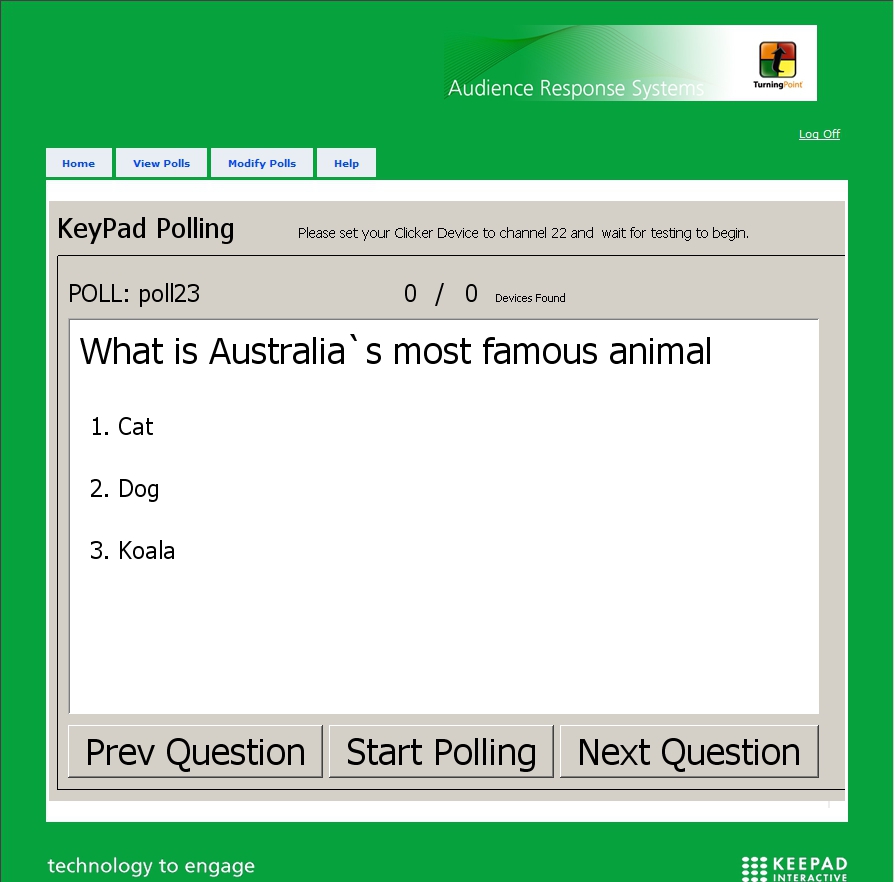 Audience Response Systems
TurningPoint
Log Off
Home View Polls Modify Polls Help
KeyPad Polling Please set your Clicker Device to channel 22 and wait for testing to begin.
POLL: poll23 0 / 0 Devices Found
What is Australia`s most famous animal
1. Cat
2. Dog
3. Koala
Prev Question Start Polling Next Question
technology to engage
KEEPAD
INTERACTIVE